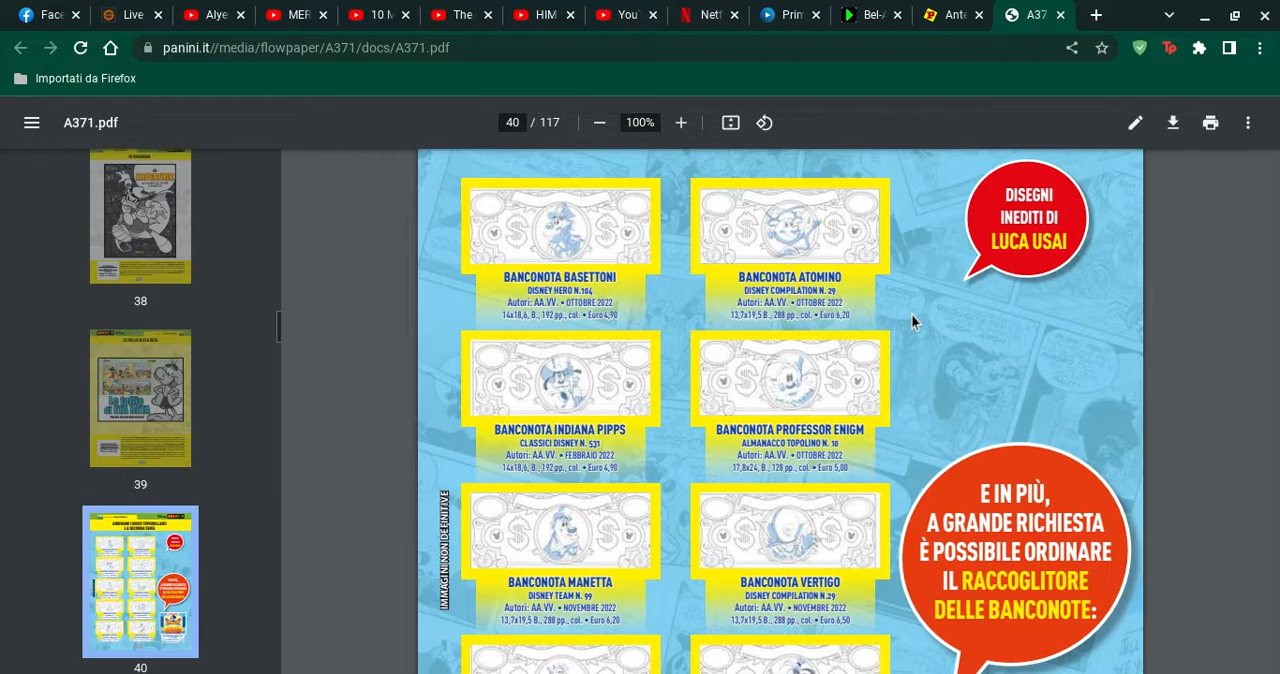 Face
Live
Alye
MER
10 M
The
HIM
YouT
Netf
Prim
Bel-A
Ante
A37
panini.it//media/flowpaper/A371/docs/A371.pdf
Importati da Firefox
A371.pdf
40 / 117
100%
38
39
40
DISEGNI
INEDITI DI
LUCA USAI
BANCONOTA BASETTONI
DISNEY HERO N.104
Autori: AA.VV. • OTTOBRE 2022
14x18,6, B., 192 pp., col. • Euro 4,90
BANCONOTA ATOMINO
DISNEY COMPILATION N. 29
Autori: AA.VV. • OTTOBRE 2022
13,7x19,5 B., 288 pp., col. • Euro 6,20
BANCONOTA INDIANA PIPPS
CLASSICI DISNEY N. 531
Autori: AA.VV. • FEBBRAIO 2022
14x18,6, B., 192 pp., col. • Euro 4,90
BANCONOTA PROFESSOR ENIGM
ALMANACCO TOPOLINO N. 10
Autori: AA.VV. • OTTOBRE 2022
17,8x24, B., 128 pp., col. • Euro 5,00
IMMAGINI NON DEFINITIVE
BANCONOTA MANETTA
DISNEY TEAM N. 99
Autori: AA.VV. • NOVEMBRE 2022
13,7x19,5, B., 288 pp., col. • Euro 6,20
BANCONOTA VERTIGO
DISNEY COMPILATION N.29
Autori: AA.VV. • NOVEMBRE 2022
13,7x19,5, B., 288 pp., col. • Euro 6,50
E IN PIÙ,
A GRANDE RICHIESTA
È POSSIBILE ORDINARE
IL RACCOGLITORE
DELLE BANCONOTE: